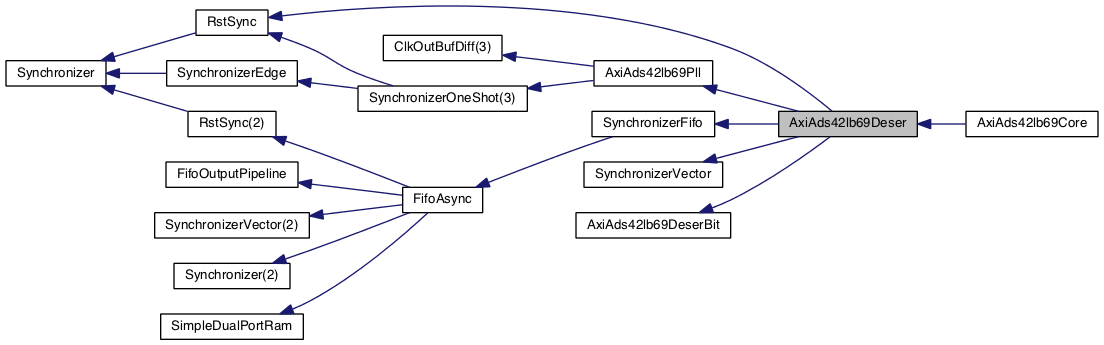 RstSync
ClkOutBufDiff(3)
Synchronizer
SynchronizerEdge
AxiAds42lb69Pll
SynchronizerOneShot(3)
RstSync(2)
SynchronizerFifo
AxiAds42lb69Deser
AxiAds42lb69Core
FifoOutputPipeline
SynchronizerVector
FifoAsync
SynchronizerVector(2)
AxiAds42lb69DeserBit
Synchronizer(2)
SimpleDualPortRam